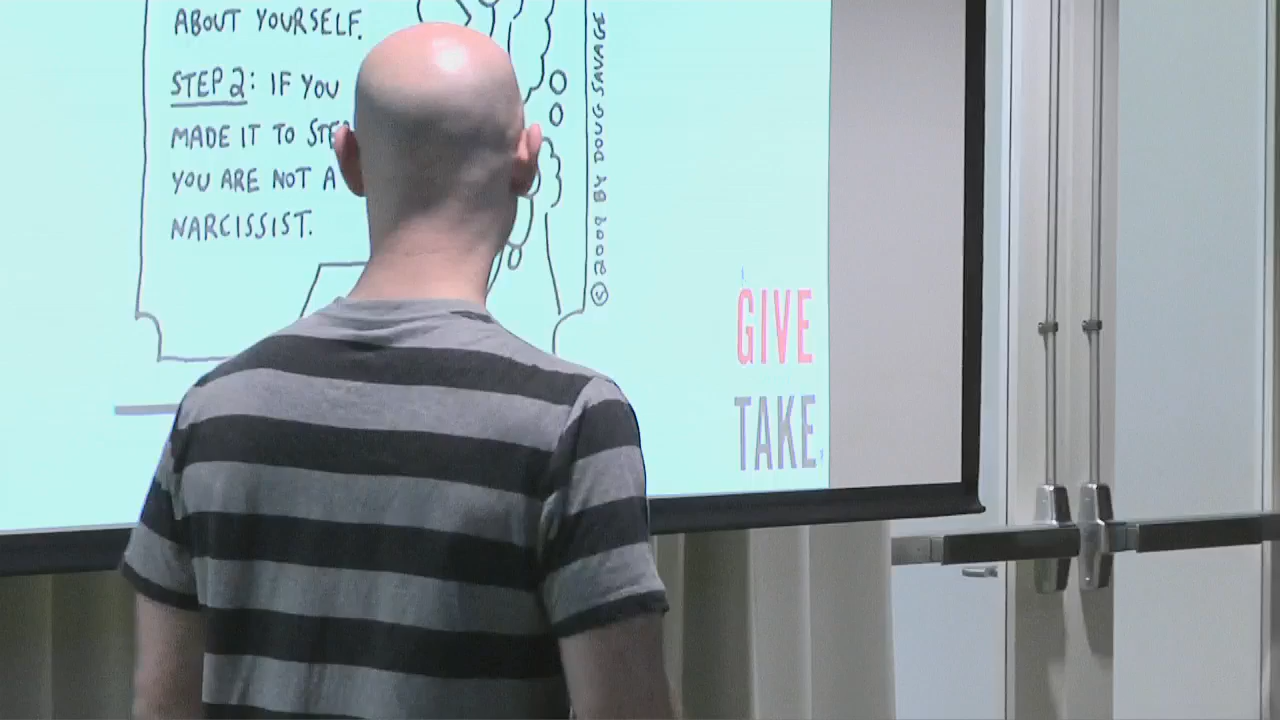 ABOUT YOURSELF.
STEP 2: IF YOU
MADE IT TO STE
YOU ARE NOT A
NARCISSIST.
© 2009 BY DOUG SAVAGE
GIVE
TAKE